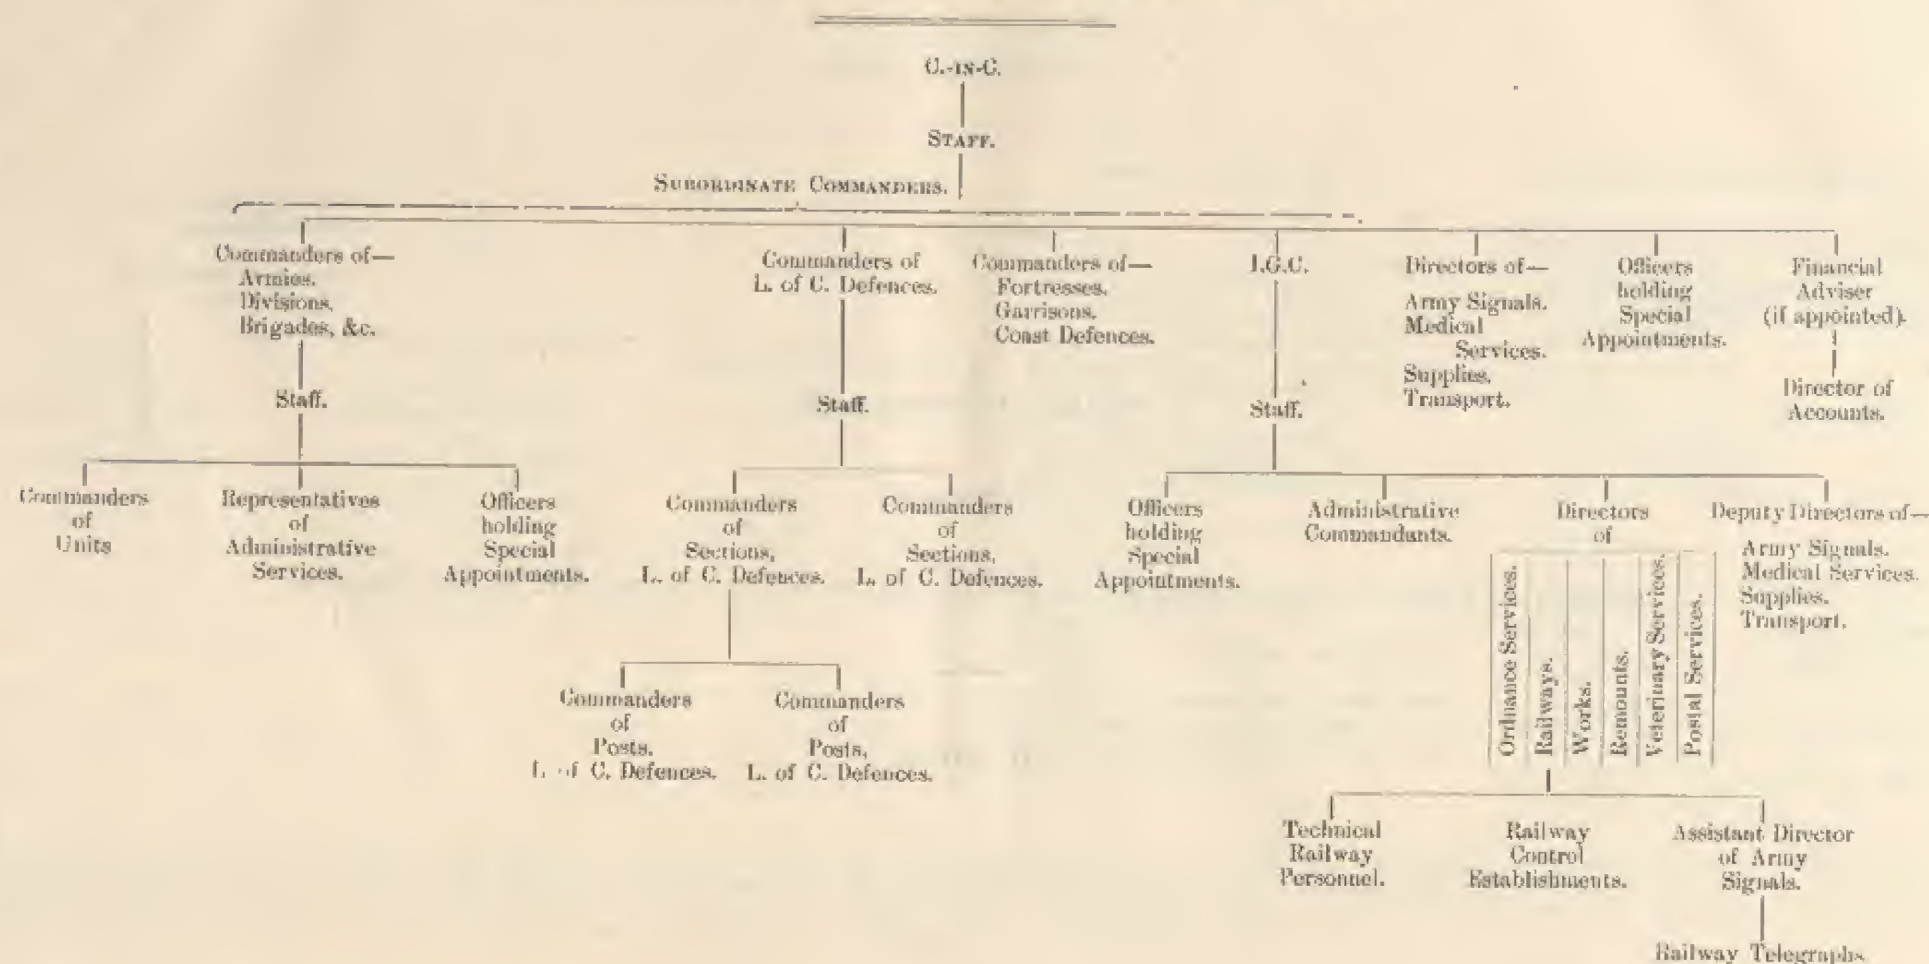 C.-IN-C.
STAFF.
SUBORDINATE COMMANDERS.
Commanders of—
Armies.
Divisions.
Brigades, &c.
Staff.
Commanders
of
Units
Representatives
of
Administrative
Services.
Officers
holding
Special
Appointments.
Commanders of
L. of C. Defences.
Staff.
Commanders
of
Sections,
L. of C. Defences.
Commanders
of
Sections,
L. of C. Defences.
Commanders
of
Posts.
L. of C. Defences.
Commanders
of
Posts,
L. of C. Defences.
Commanders of—
Fortresses.
Garrisons.
Coast Defences.
I.G.C.
Staff.
Officers
holding
Special
Appointments.
Administrative
Commandants.
Directors
of
Ordnance Services.
Railways.
Works.
Remounts.
Veterinary Services.
Postal Services.
Technical
Railway
Personnel.
Railway
Control
Establishments.
Assistant Director
of Army
Signals.
Railway Telegraphs
Deputy Directors of—
Army Signals.
Medical Services.
Supplies.
Transport.
Directors of—
Army Signals.
Medical
Services.
Supplies.
Transport.
Officers
holding
Special
Appointments.
Financial
Adviser
(if appointed).
Director of
Accounts.